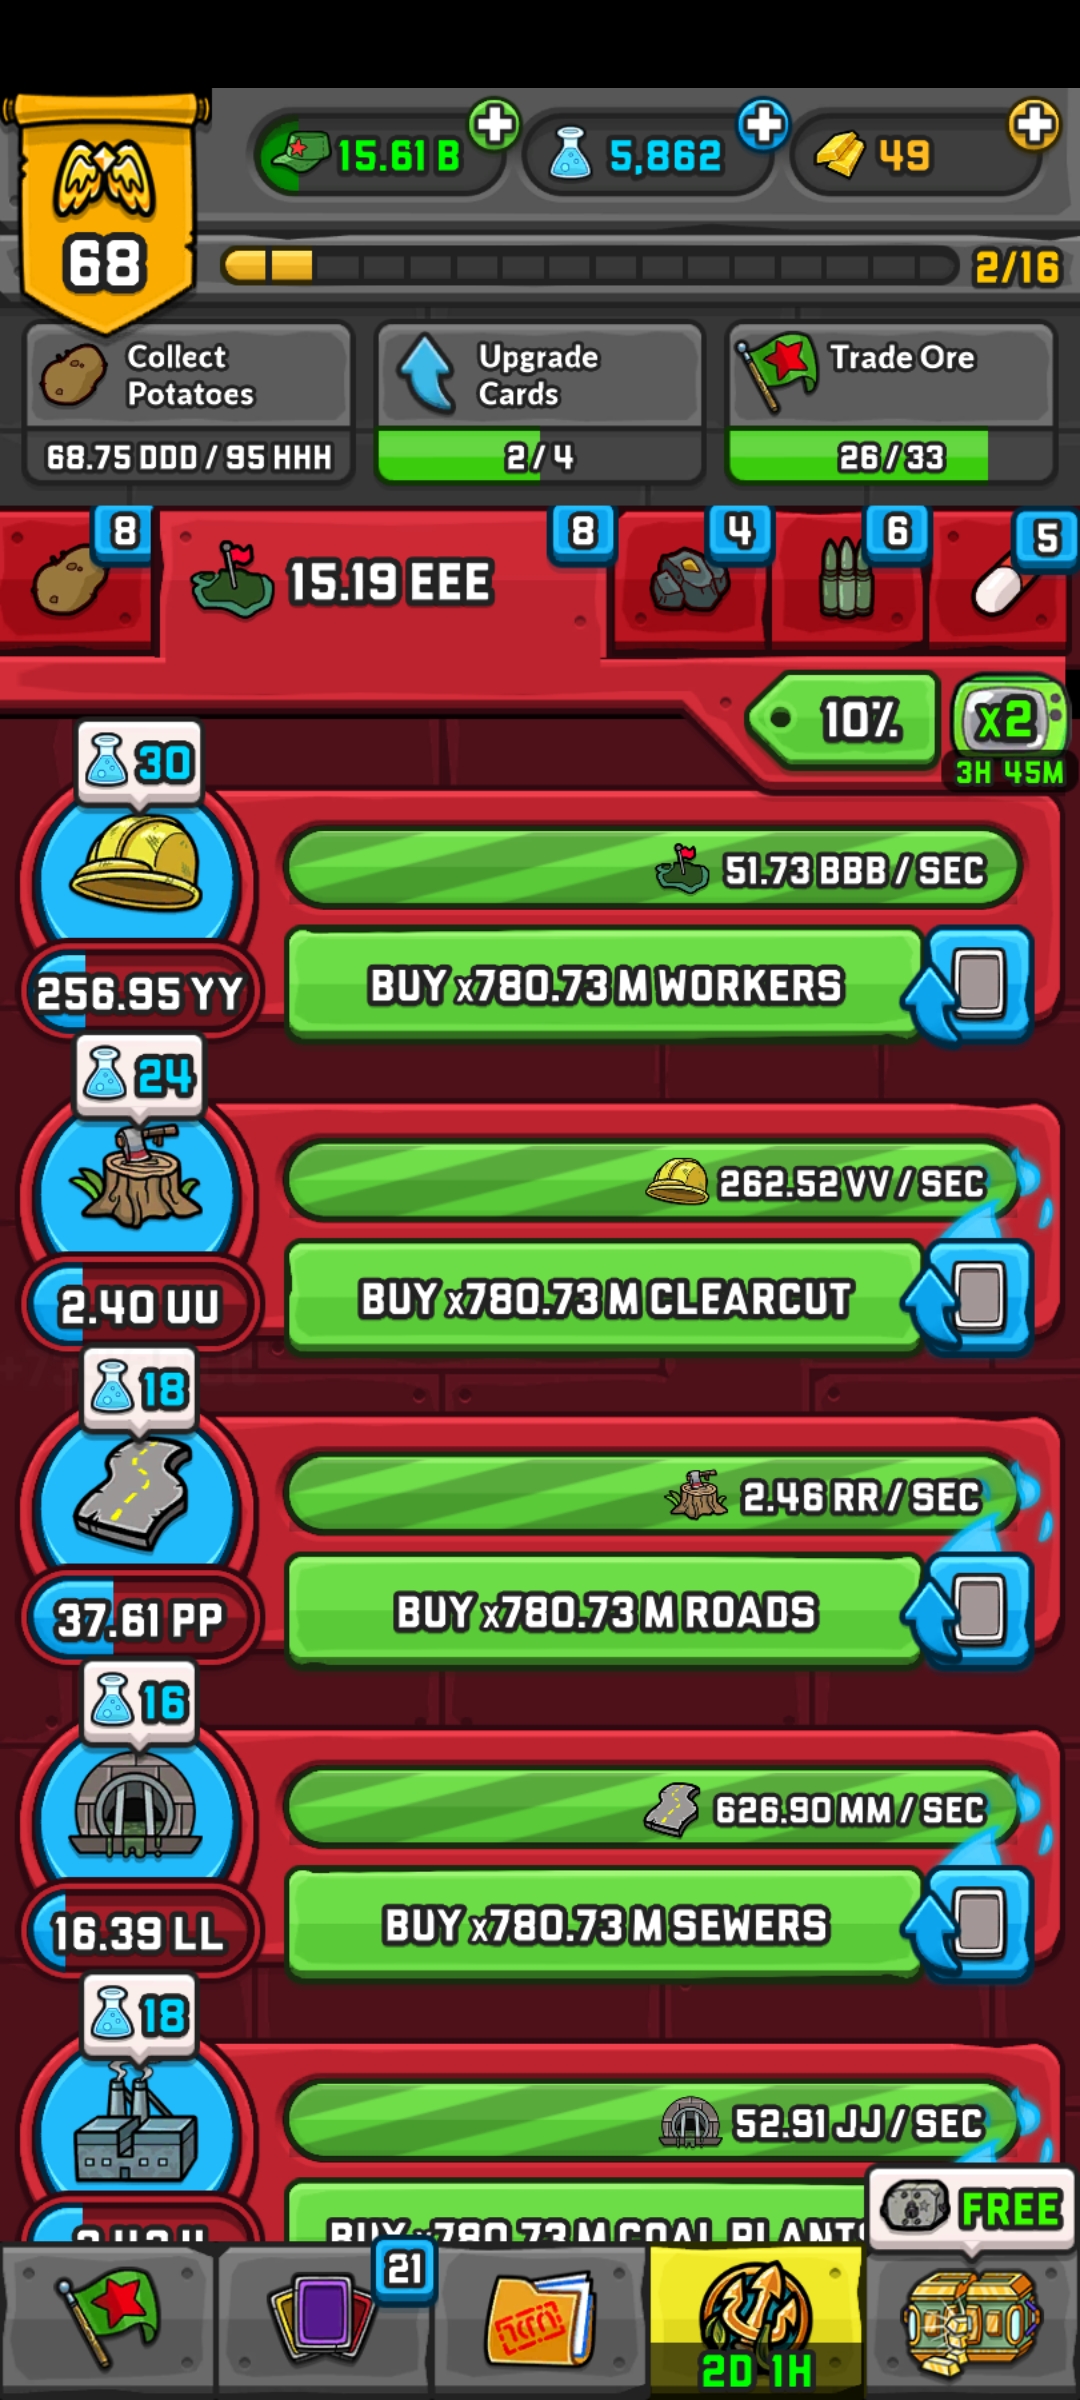 15.61 B
5,862
49
68
2/16
Collect
Potatoes
68.75 DDD / 95 HHH
Upgrade
Cards
2 / 4
Trade Ore
26 / 33
8
15.19 EEE
8
4
6
5
10%
x2
3H 45M
30
51.73 BBB / SEC
256.95 YY
BUY x780.73 M WORKERS
24
262.52 VV / SEC
2.40 UU
BUY x780.73 M CLEARCUT
18
2.46 RR / SEC
37.61 PP
BUY x780.73 M ROADS
16
626.90 MM / SEC
16.39 LL
BUY x780.73 M SEWERS
18
52.91 JJ / SEC
BUY x780.73 M COAL PLANTS
FREE
21
2D 1H